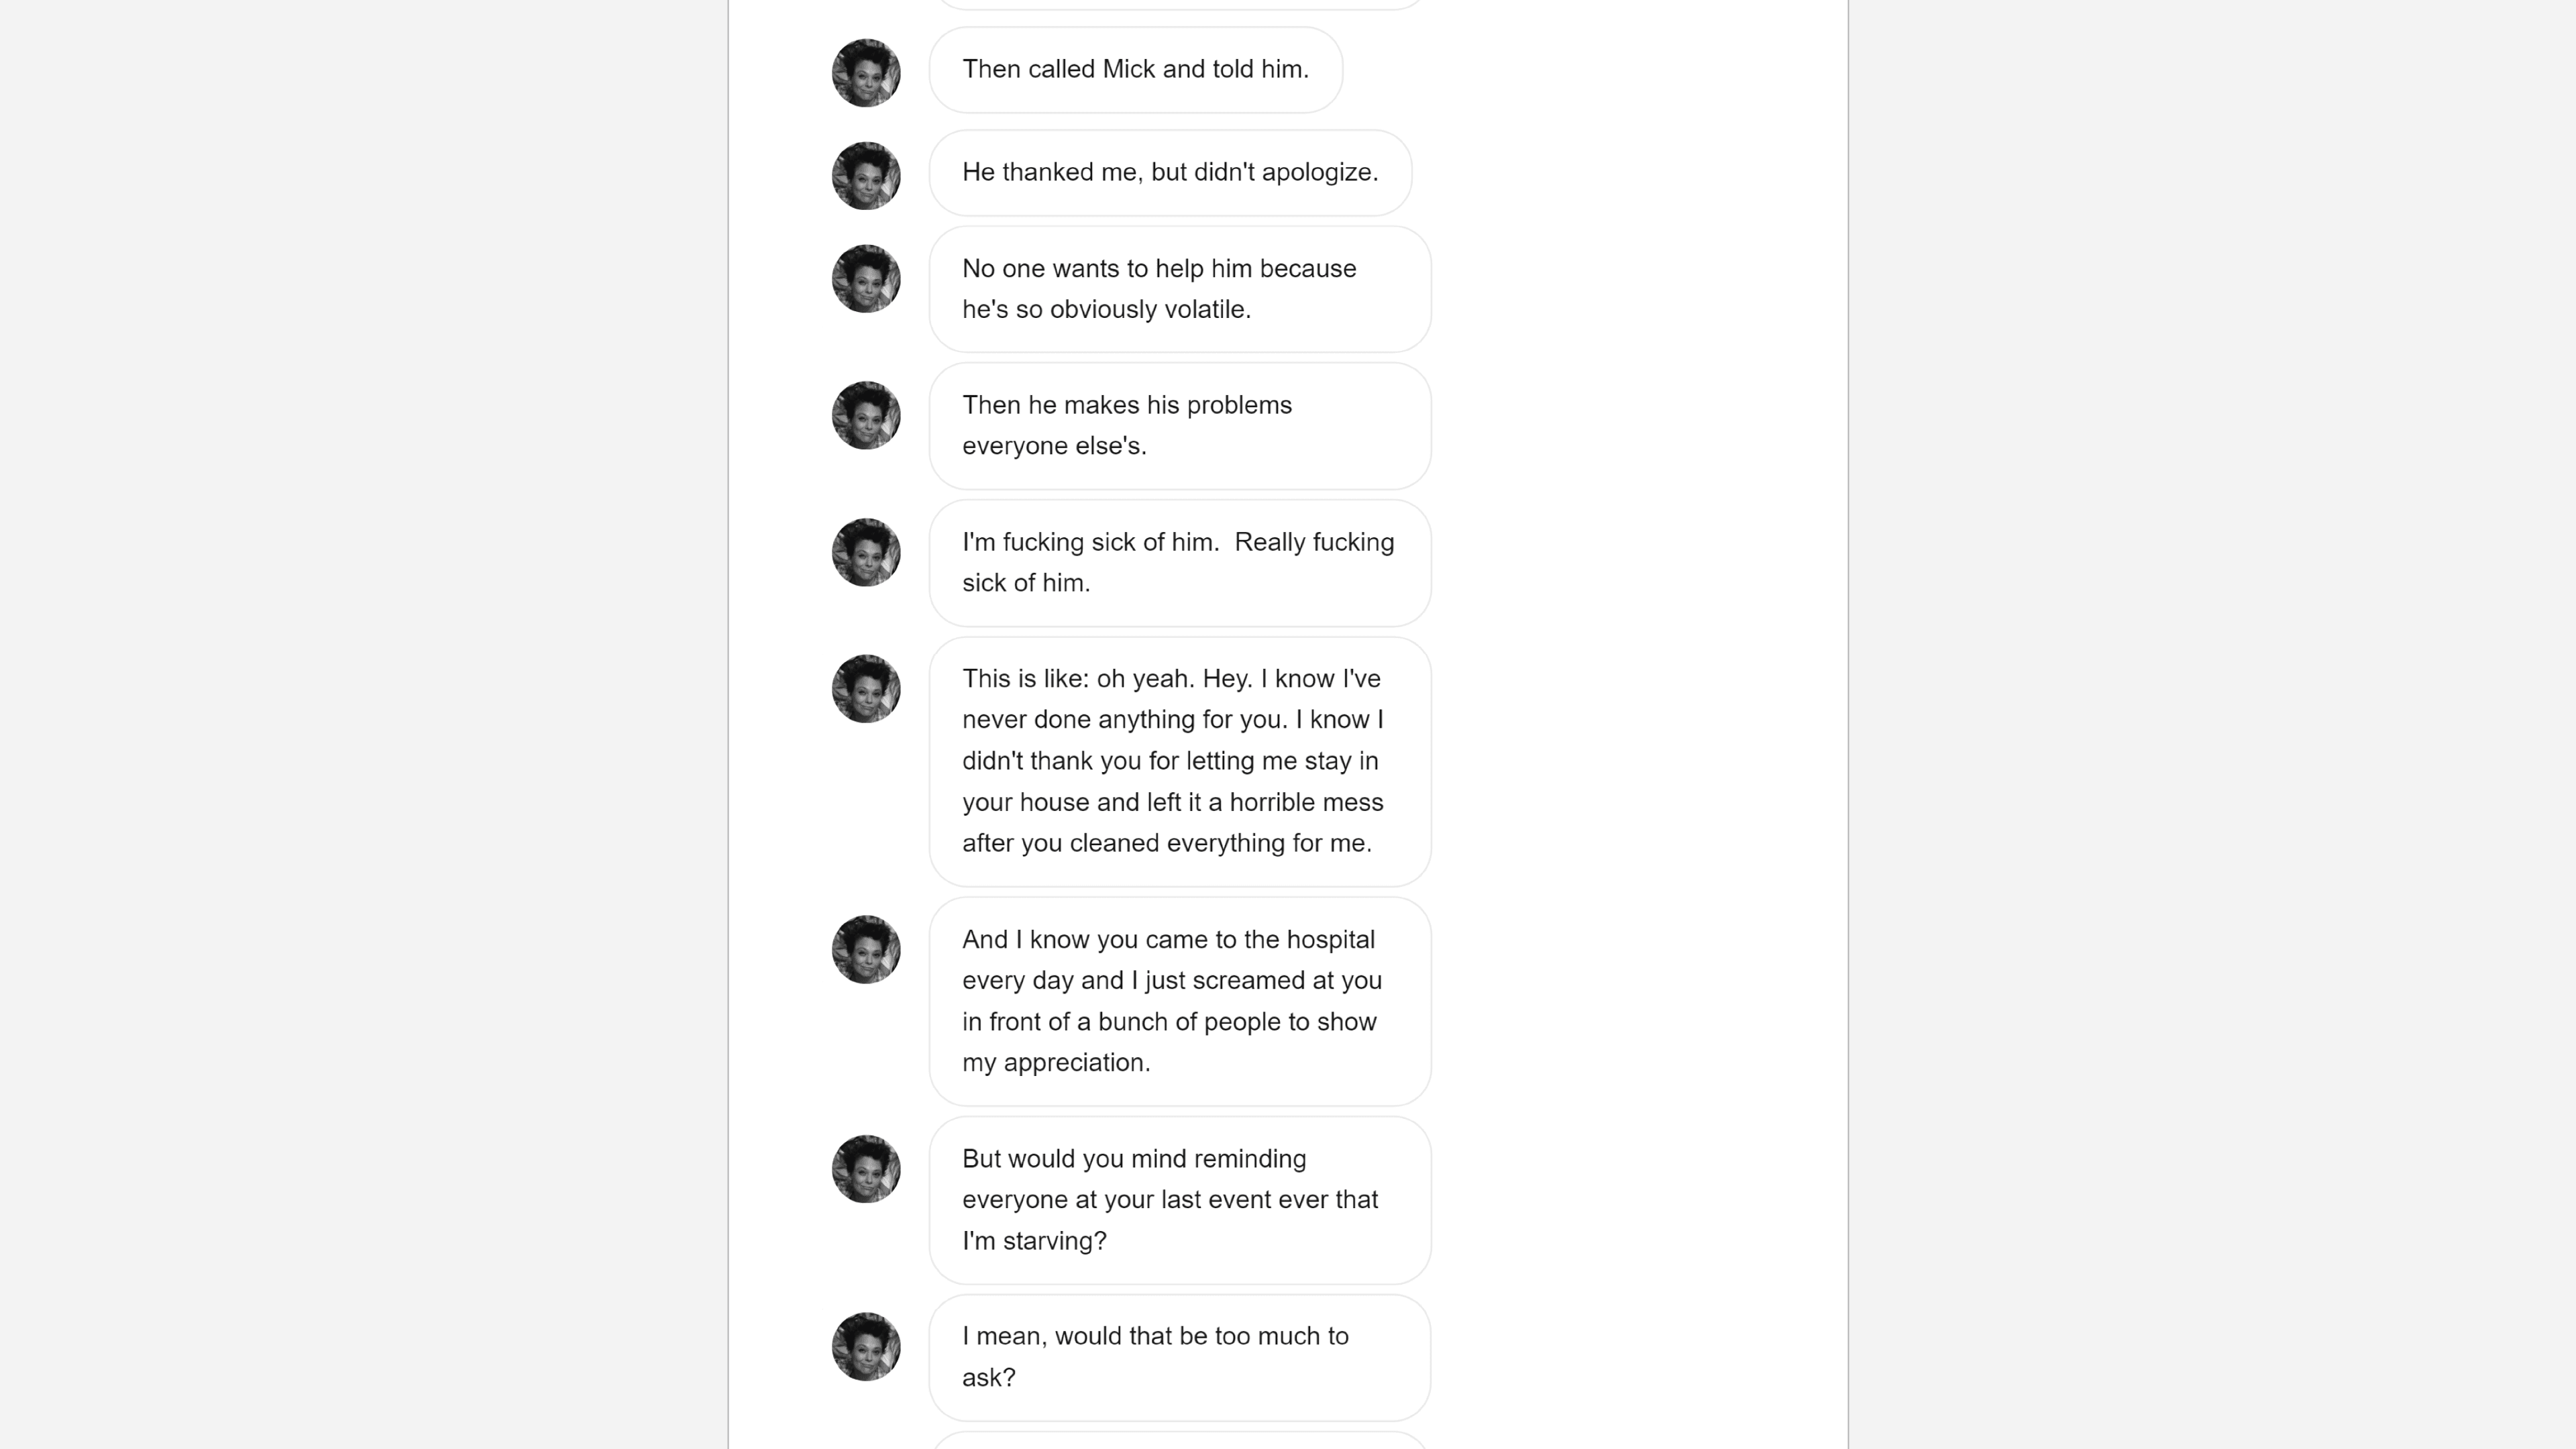 Then called Mick and told him.
He thanked me, but didn't apologize.
No one wants to help him because
he's so obviously volatile.
Then he makes his problems
everyone else's.
I'm fucking sick of him.  Really fucking
sick of him.
This is like: oh yeah. Hey. I know I've
never done anything for you. I know I
didn't thank you for letting me stay in
your house and left it a horrible mess
after you cleaned everything for me.
And I know you came to the hospital
every day and I just screamed at you
in front of a bunch of people to show
my appreciation.
But would you mind reminding
everyone at your last event ever that
I'm starving?
I mean, would that be too much to
ask?